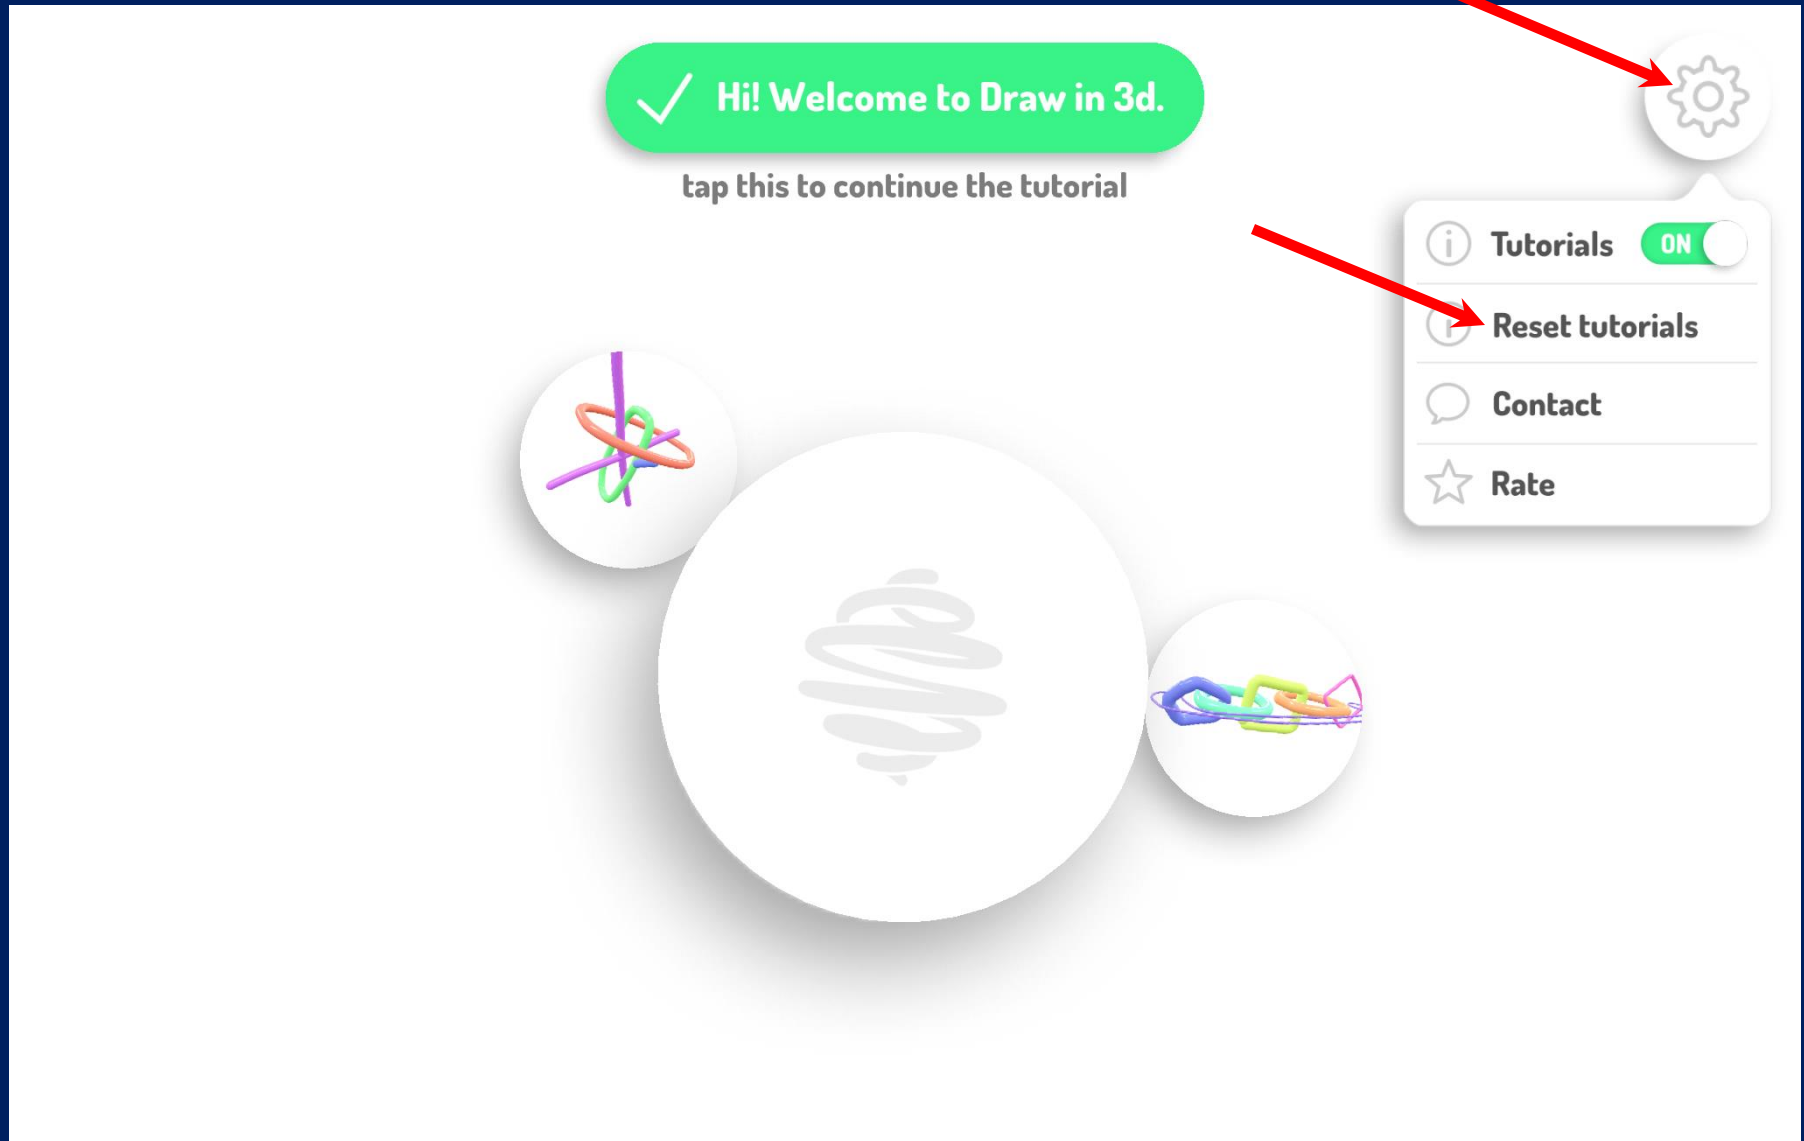 Hi! Welcome to Draw in 3d.
tap this to continue the tutorial
Tutorials ON
Reset tutorials
Contact
Rate